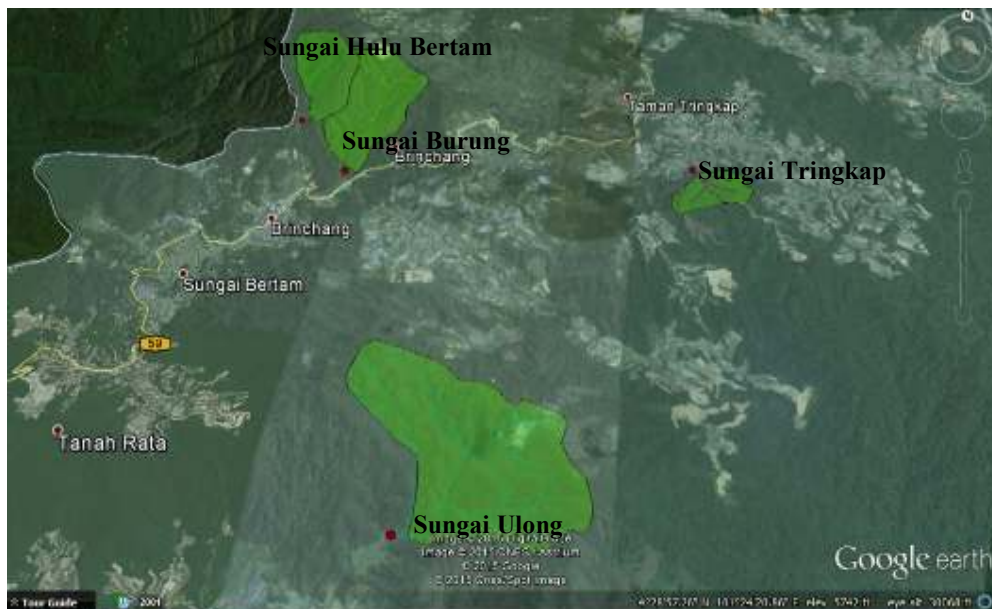 Sungai Hulu Bertam
Taman Tringkap
Sungai Burung
Brinchang
Sungai Tringkap
Brinchang
Sungai Bertam
59
Tanah Rata
Sungai Ulong
© 2015 Google
Google earth
Tour Guide
2001